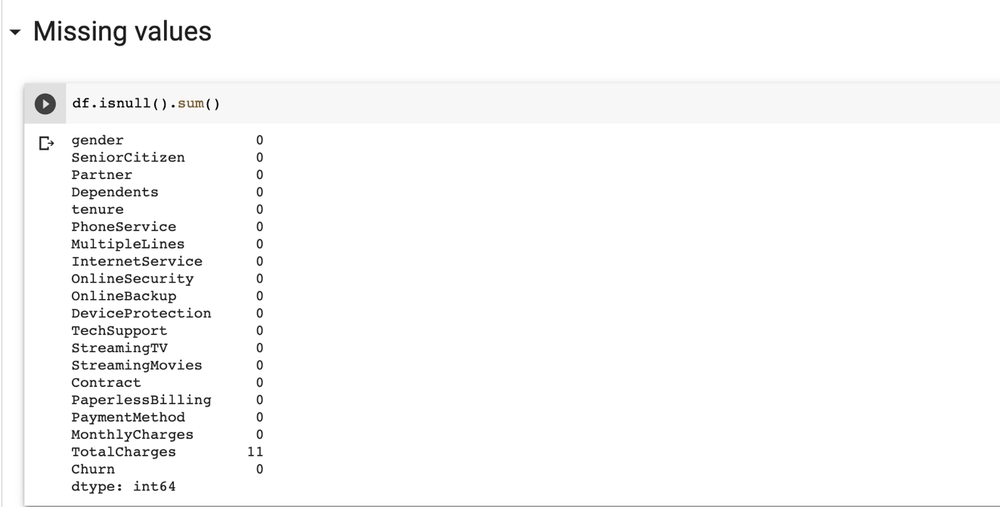 Missing values
df.isnull().sum()
gender 0
SeniorCitizen 0
Partner 0
Dependents 0
tenure 0
PhoneService 0
MultipleLines 0
InternetService 0
OnlineSecurity 0
OnlineBackup 0
DeviceProtection 0
TechSupport 0
StreamingTV 0
StreamingMovies 0
Contract 0
PaperlessBilling 0
PaymentMethod 0
MonthlyCharges 0
TotalCharges 11
Churn 0
dtype: int64